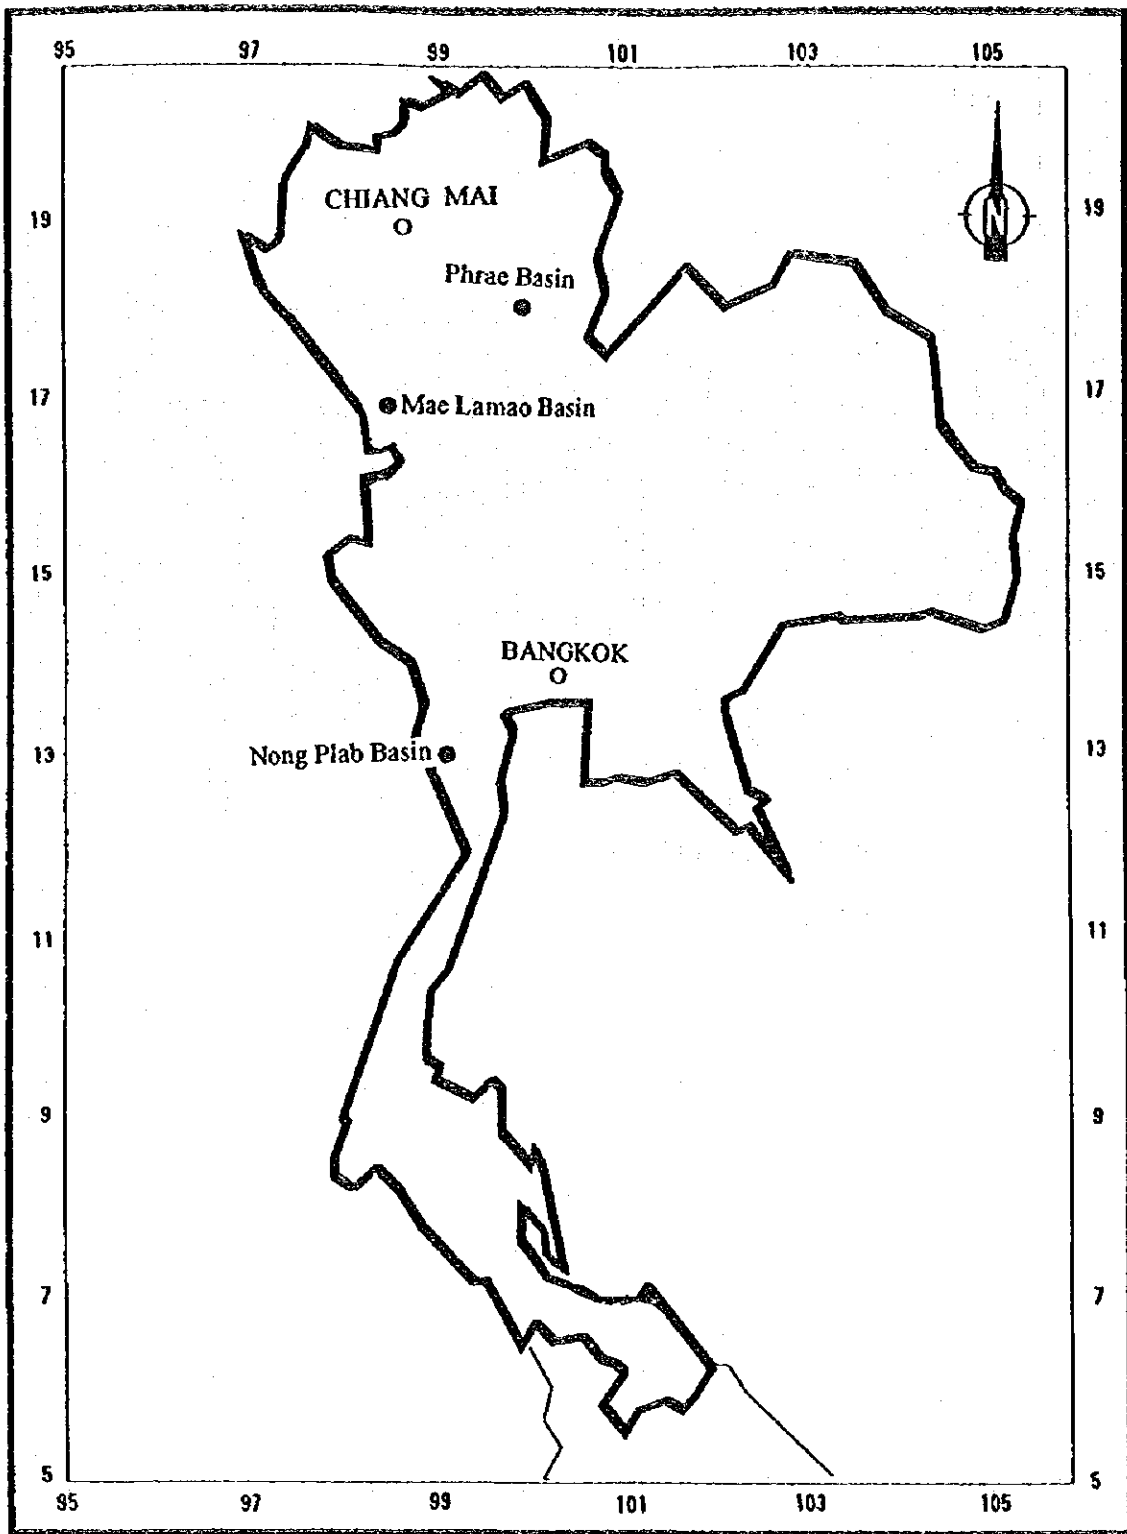 95 97 99 101 103 105
CHIANG MAI
19 19
Phrae Basin
17 17
Mae Lamao Basin
15 15
BANGKOK
Nong Plab Basin
13 13
11 11
9 9
7 7
5 5
95 97 99 101 103 105
N